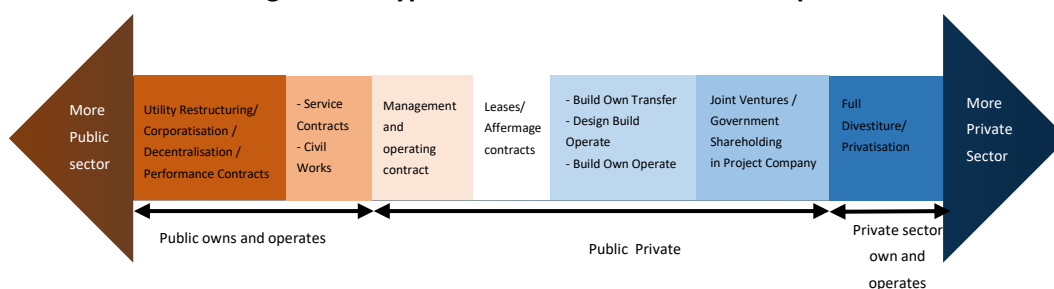 More
Public
sector
Utility Restructuring/
Corporatisation /
Decentralisation /
Performance Contracts
- Service
Contracts
- Civil
Works
Management
and
operating
contract
Leases/
Affermage
contracts
- Build Own Transfer
- Design Build
Operate
- Build Own Operate
Joint Ventures /
Government
Shareholding
in Project Company
Full
Divestiture/
Privatisation
More
Private
Sector
Public owns and operates
Public Private
Private sector
own and
operates